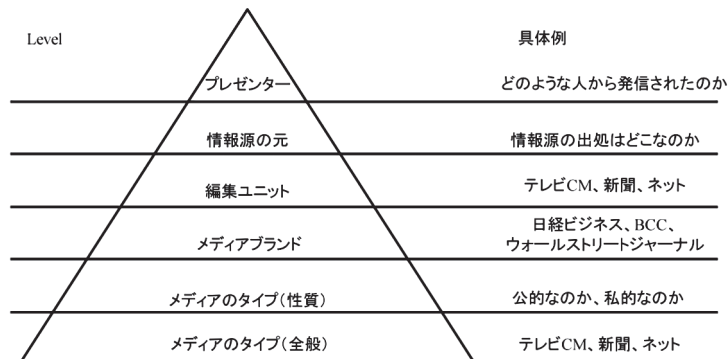 Level
具体例
プレゼンター
どのような人から発信されたのか
情報源の元
情報源の出処はどこなのか
編集ユニット
テレビCM、新聞、ネット
メディアブランド
日経ビジネス、BCC、
ウォールストリートジャーナル
メディアのタイプ(性質)
公的なのか、私的なのか
メディアのタイプ(全般)
テレビCM、新聞、ネット